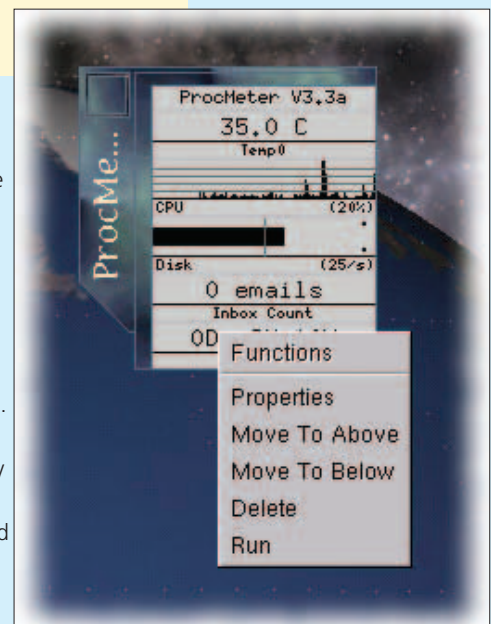 ProcMe...
ProcMeter V3.3a
35.0 C
Temp0
CPU (20%)
Disk (25/s)
0 emails
Inbox Count
0D
Functions
Properties
Move To Above
Move To Below
Delete
Run